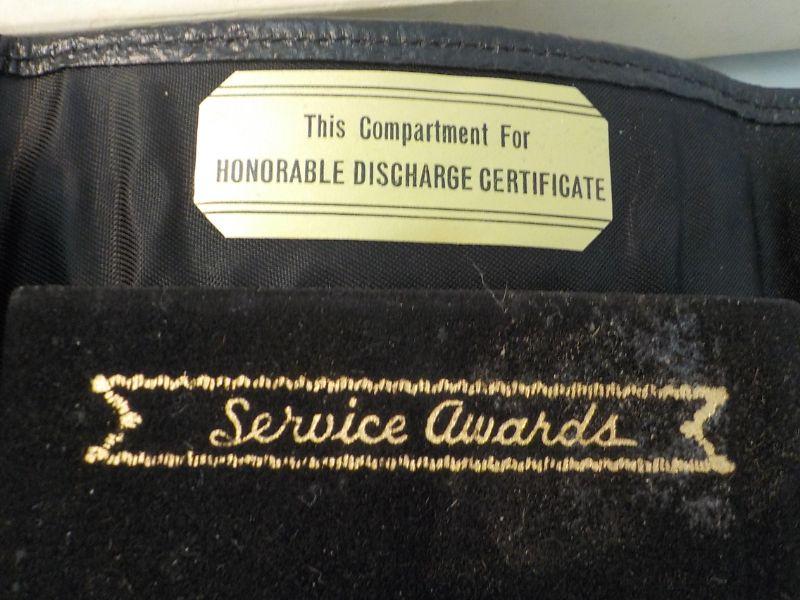 This Compartment For
HONORABLE DISCHARGE CERTIFICATE
Service Awards